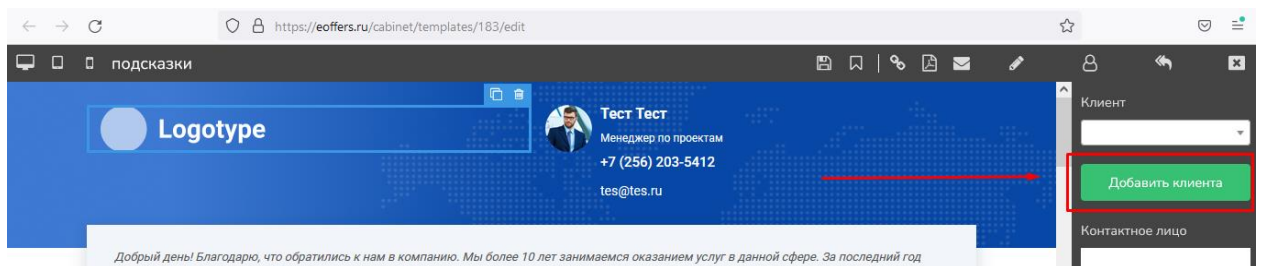 https://eoffers.ru/cabinet/templates/183/edit
подсказки
Logotype
Тест Тест
Менеджер по проектам
+7 (256) 203-5412
tes@tes.ru
Клиент
Добавить клиента
Контактное лицо
Добрый день! Благодарю, что обратились к нам в компанию. Мы более 10 лет занимаемся оказанием услуг в данной сфере. За последний год